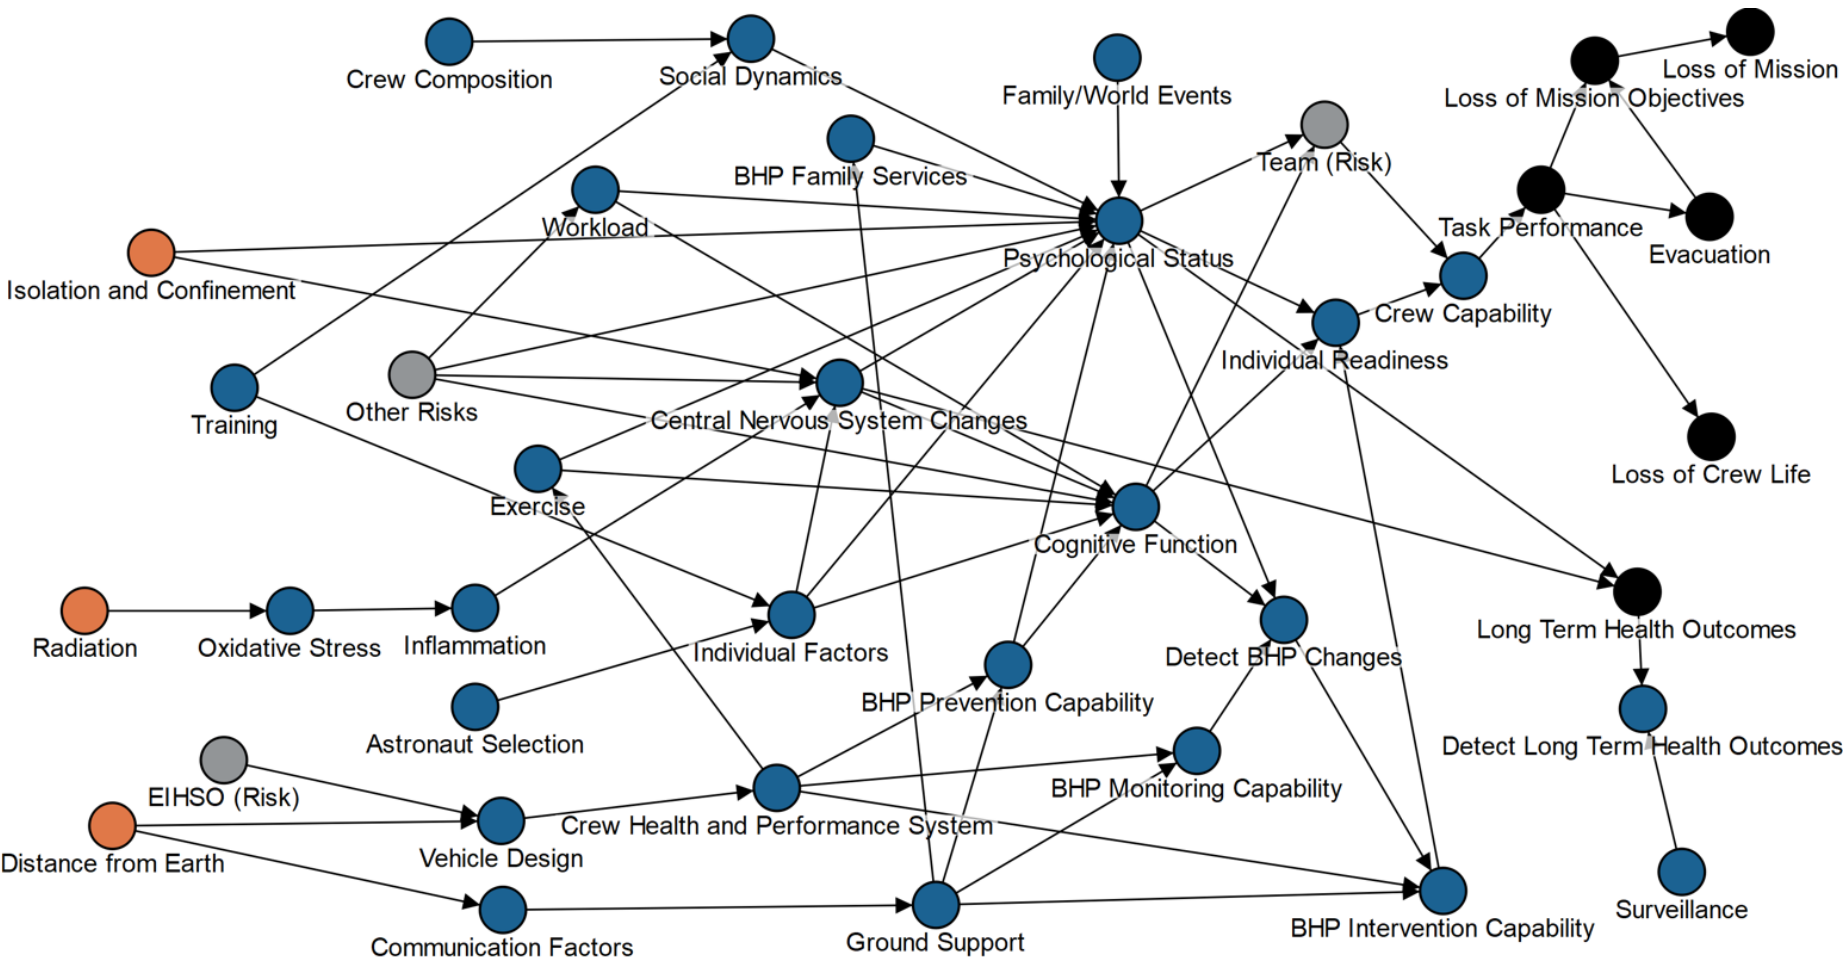 Loss of Mission
Crew Composition
Social Dynamics
Family/World Events
Loss of Mission Objectives
Team (Risk)
BHP Family Services
Workload
Task Performance
Evacuation
Psychological Status
Isolation and Confinement
Crew Capability
Individual Readiness
Other Risks
Training
Central Nervous System Changes
Loss of Crew Life
Exercise
Cognitive Function
Long Term Health Outcomes
Radiation
Oxidative Stress
Inflammation
Individual Factors
Detect BHP Changes
BHP Prevention Capability
Astronaut Selection
Detect Long Term Health Outcomes
BHP Monitoring Capability
EIHSO (Risk)
Crew Health and Performance System
Vehicle Design
Distance from Earth
Surveillance
BHP Intervention Capability
Ground Support
Communication Factors